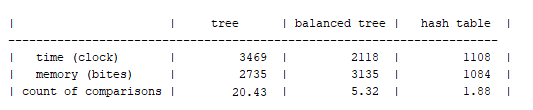 | | tree | balanced tree | hash table |
--------------------------------------------------------------
| time (clock) | 3469 | 2118 | 1108 |
| memory (bites) | 2735 | 3135 | 1084 |
| count of comparisons | 20.43 | 5.32 | 1.88 |